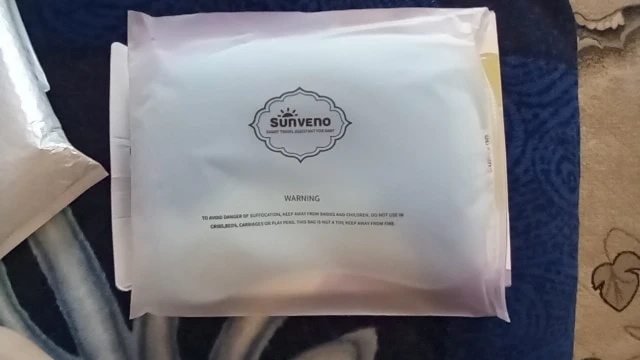 SUNVENO
SMART TRAVEL ASSISTANT FOR BABY
WARNING
TO AVOID DANGER OF SUFFOCATION, KEEP AWAY FROM BABIES AND CHILDREN. DO NOT USE IN
CRIBS,BEDS, CARRIAGES OR PLAY PENS. THIS BAG IS NOT A TOY. KEEP AWAY FROM FIRE.